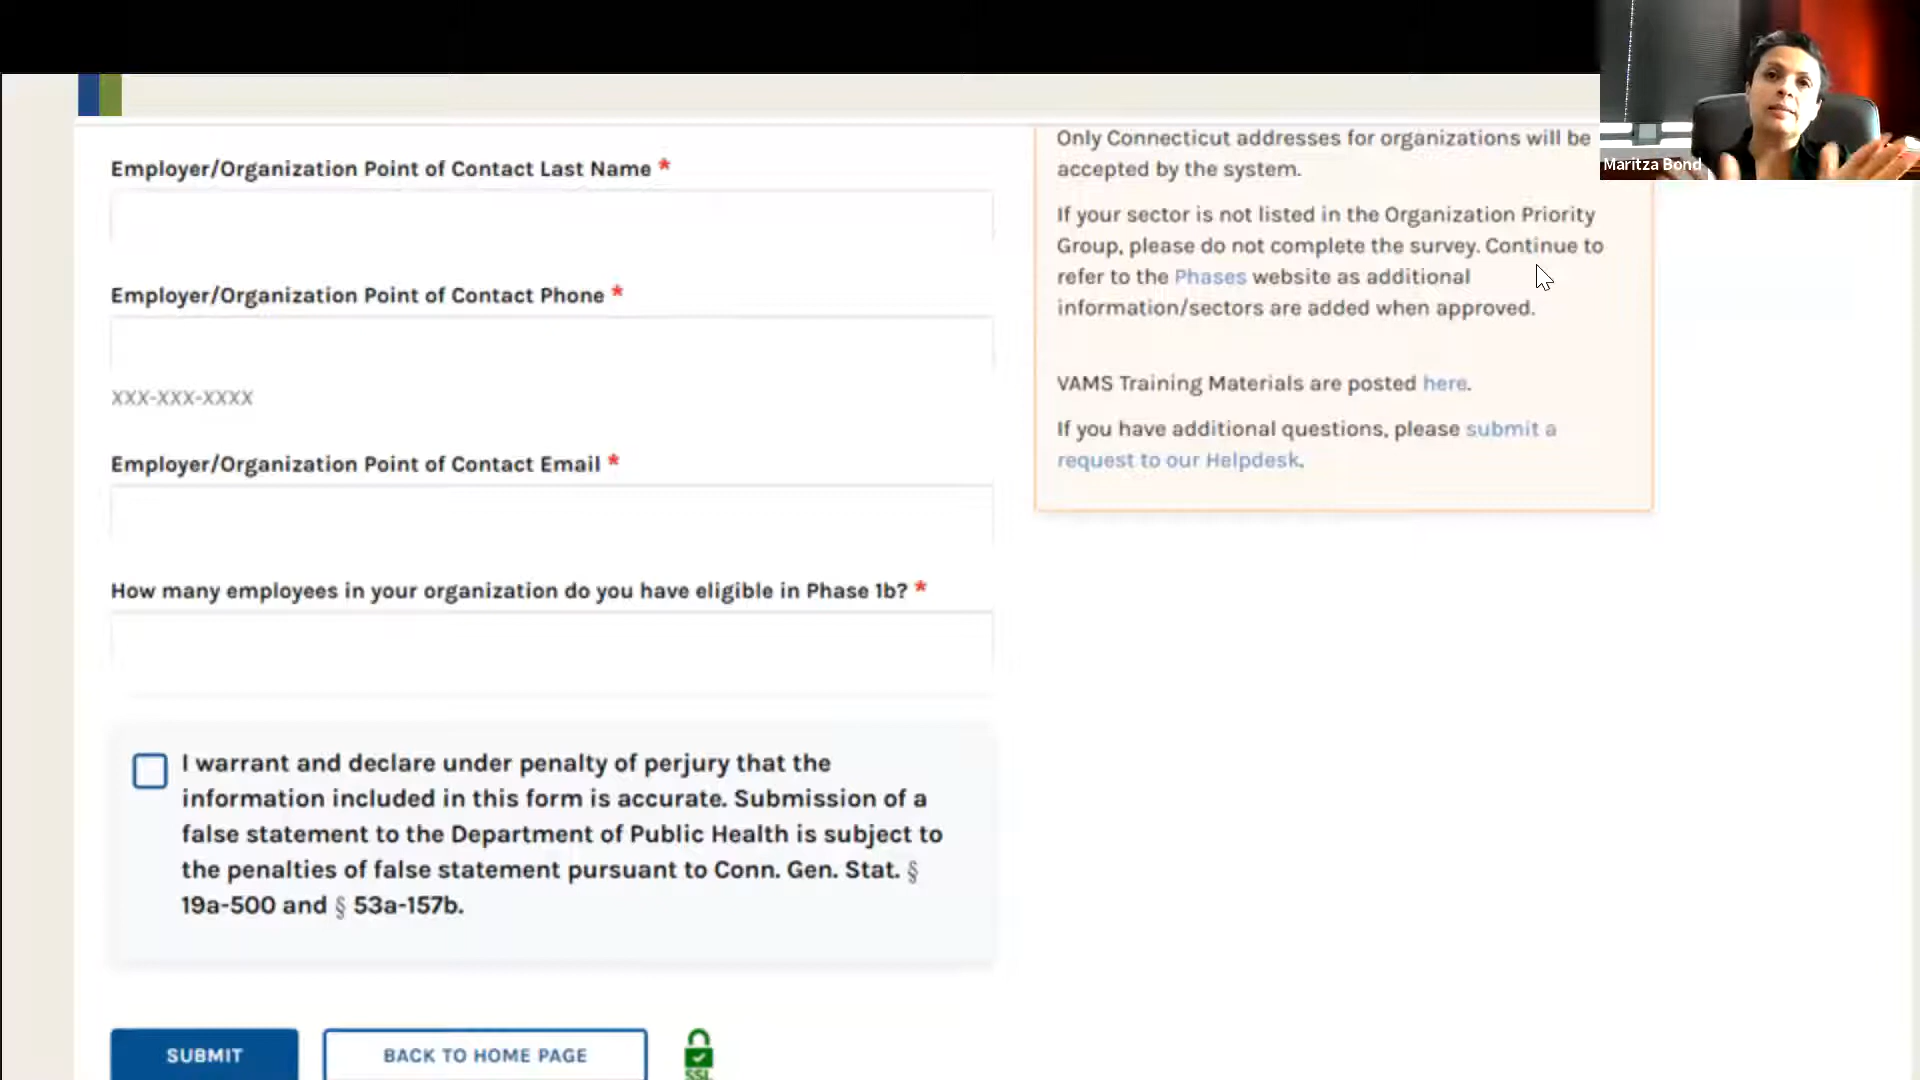 Employer/Organization Point of Contact Last Name *
Employer/Organization Point of Contact Phone *
XXX-XXX-XXXX
Employer/Organization Point of Contact Email *
How many employees in your organization do you have eligible in Phase 1b? *
I warrant and declare under penalty of perjury that the
information included in this form is accurate. Submission of a
false statement to the Department of Public Health is subject to
the penalties of false statement pursuant to Conn. Gen. Stat. §
19a-500 and § 53a-157b.
SUBMIT
BACK TO HOME PAGE
SSL
Only Connecticut addresses for organizations will be
accepted by the system.
If your sector is not listed in the Organization Priority
Group, please do not complete the survey. Continue to
refer to the Phases website as additional
information/sectors are added when approved.
VAMS Training Materials are posted here.
If you have additional questions, please submit a
request to our Helpdesk.
Maritza Bond